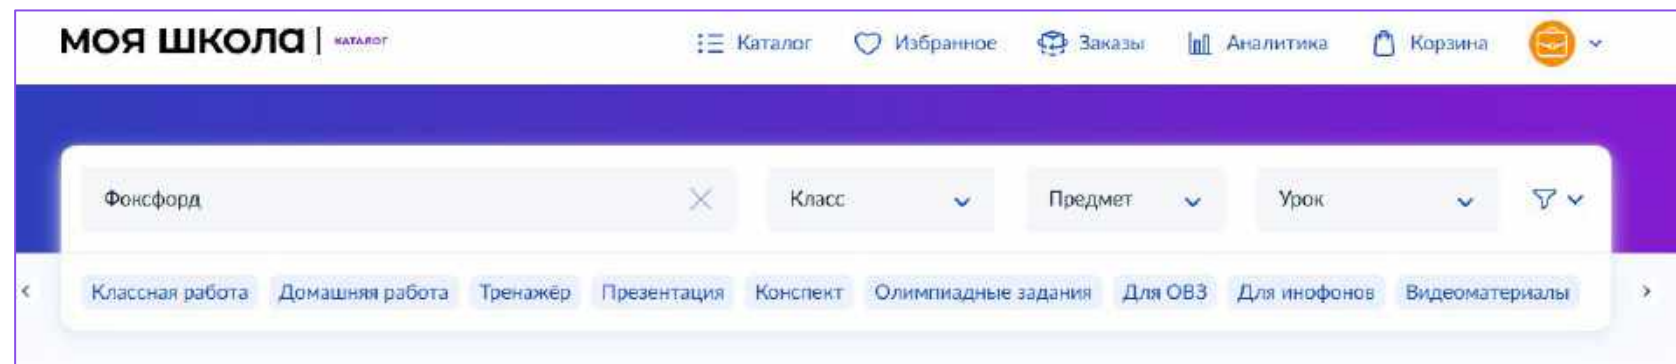 МОЯ ШКОЛА | КАТАЛОГ Каталог Избранное Заказы Аналитика Корзина
Фоксфорд Класс Предмет Урок
Классная работа Домашняя работа Тренажёр Презентация Конспект Олимпиадные задания Для ОВЗ Для инофонов Видеоматериалы